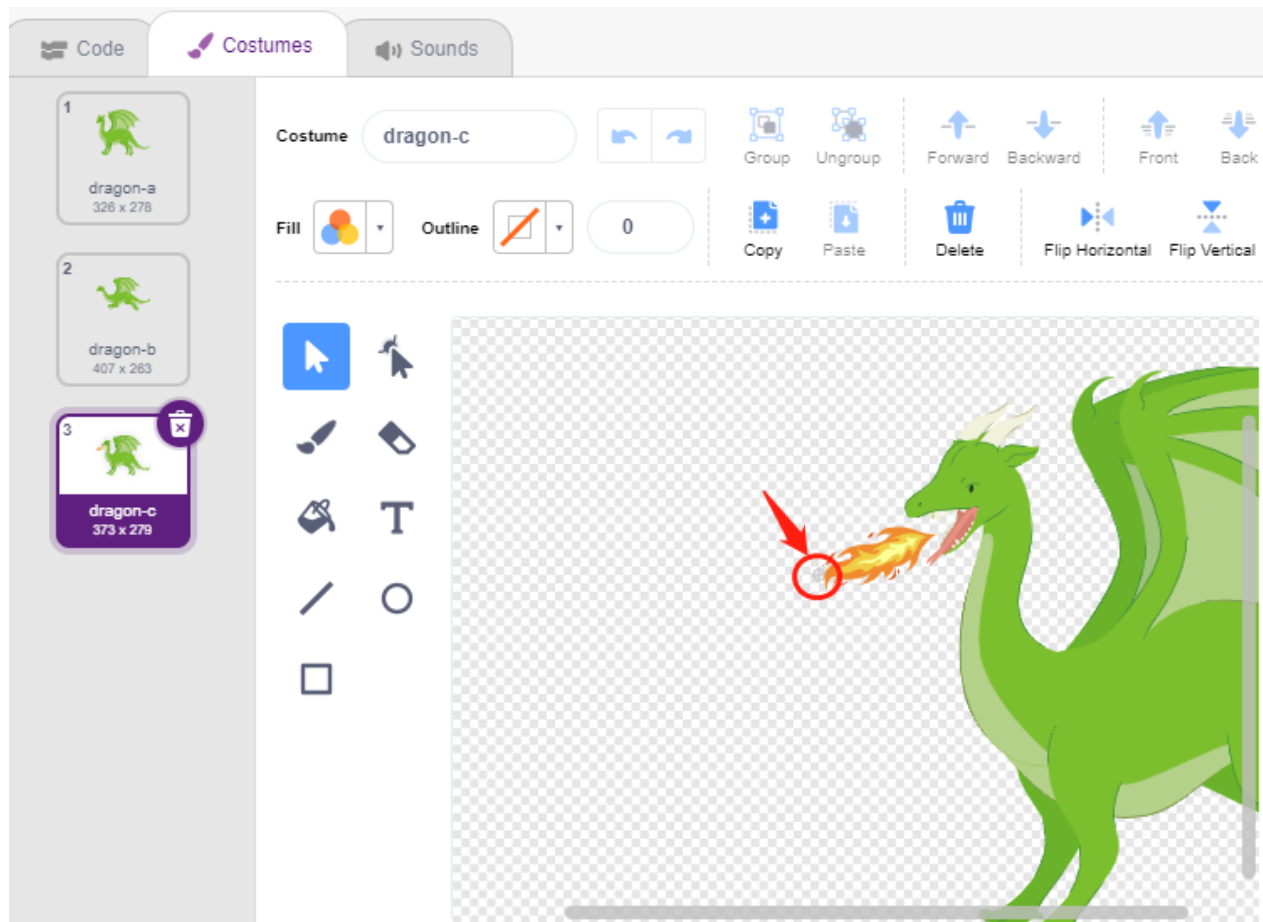 Code
Costumes
Sounds
1
dragon-a
326 x 278
2
dragon-b
407 x 263
3
dragon-c
373 x 279
Costume
dragon-c
Group
Ungroup
Forward
Backward
Front
Back
Fill
Outline
0
Copy
Paste
Delete
Flip Horizontal
Flip Vertical
T